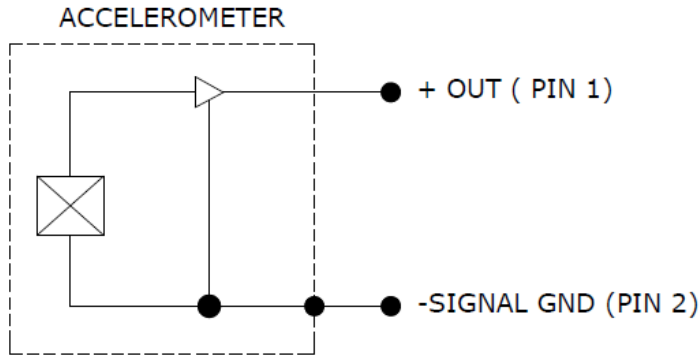 ACCELEROMETER
+ OUT ( PIN 1)
-SIGNAL GND (PIN 2)